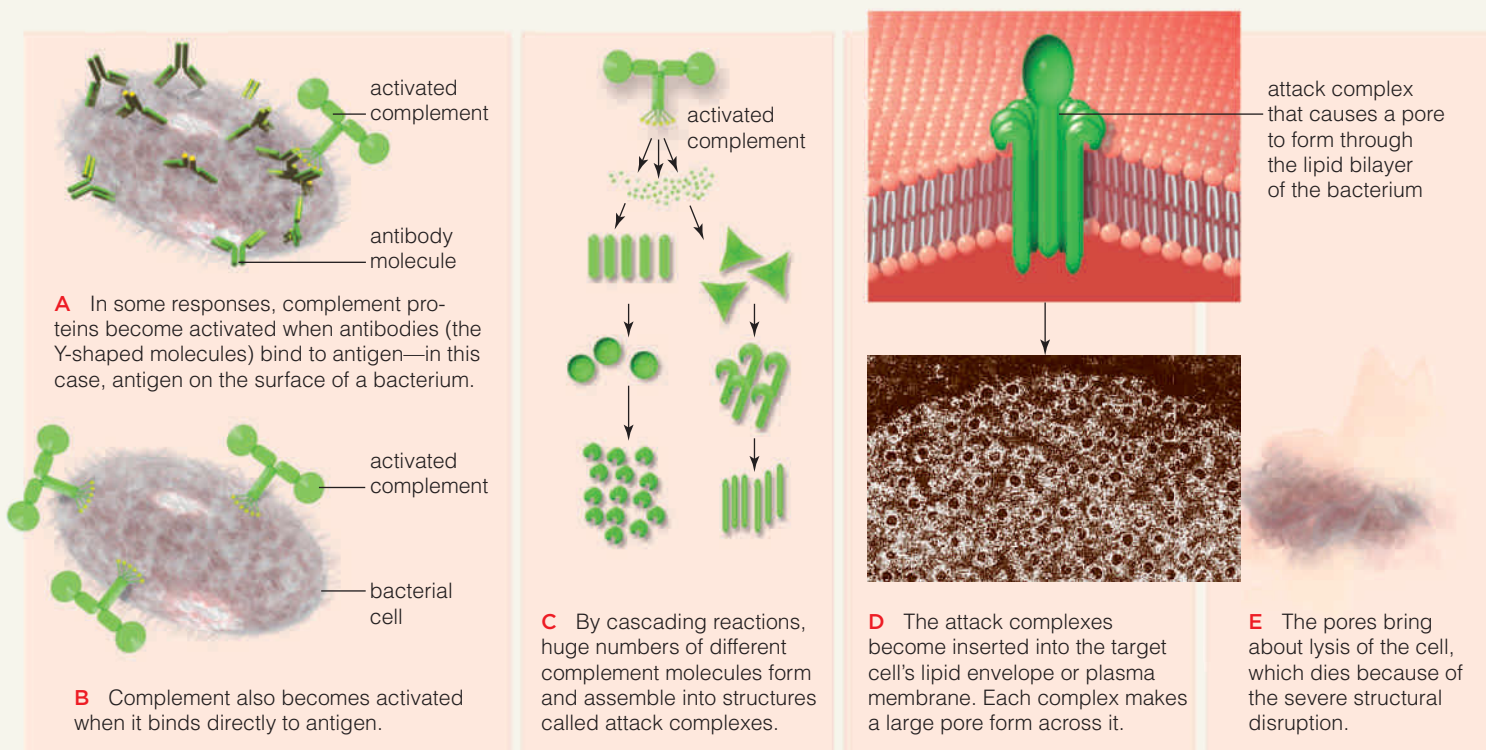 activated
complement
antibody
molecule
A In some responses, complement pro-
teins become activated when antibodies (the
Y-shaped molecules) bind to antigen—in this
case, antigen on the surface of a bacterium.
activated
complement
bacterial
cell
B Complement also becomes activated
when it binds directly to antigen.
activated
complement
C By cascading reactions,
huge numbers of different
complement molecules form
and assemble into structures
called attack complexes.
attack complex
that causes a pore
to form through
the lipid bilayer
of the bacterium
D The attack complexes
become inserted into the target
cell's lipid envelope or plasma
membrane. Each complex makes
a large pore form across it.
E The pores bring
about lysis of the cell,
which dies because of
the severe structural
disruption.